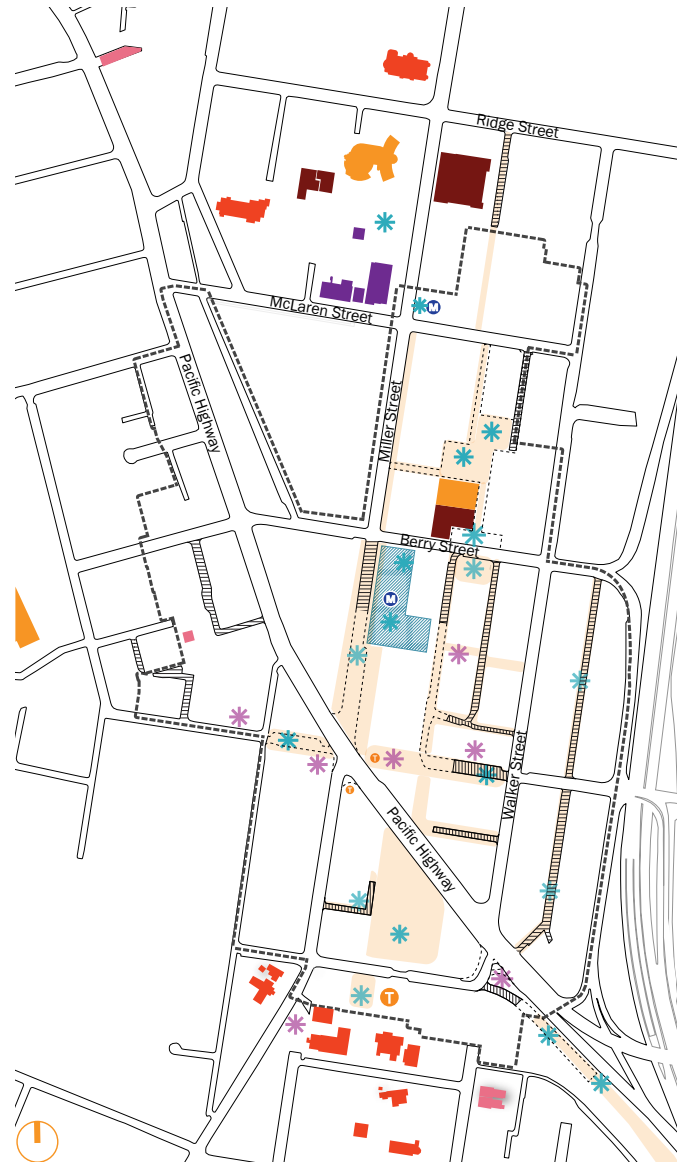 Ridge Street
M
McLaren Street
Pacific Highway
Miller Street
Berry Street
M
Walker Street
T
T
Pacific Highway
T